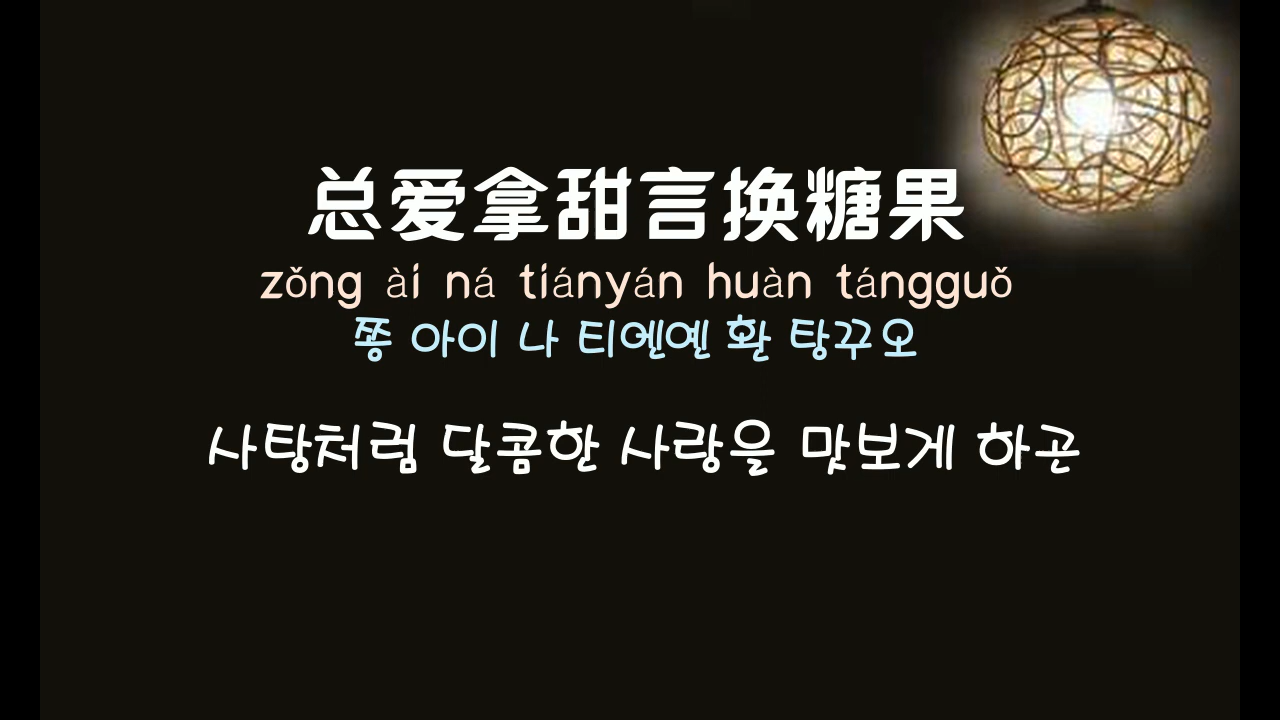 总爱拿甜言换糖果
zǒng ài ná tiányán huàn tángguǒ
쫑 아이 나 티엔옌 환 탕꾸오
사탕처럼 달콤한 사랑을 맛보게 하곤